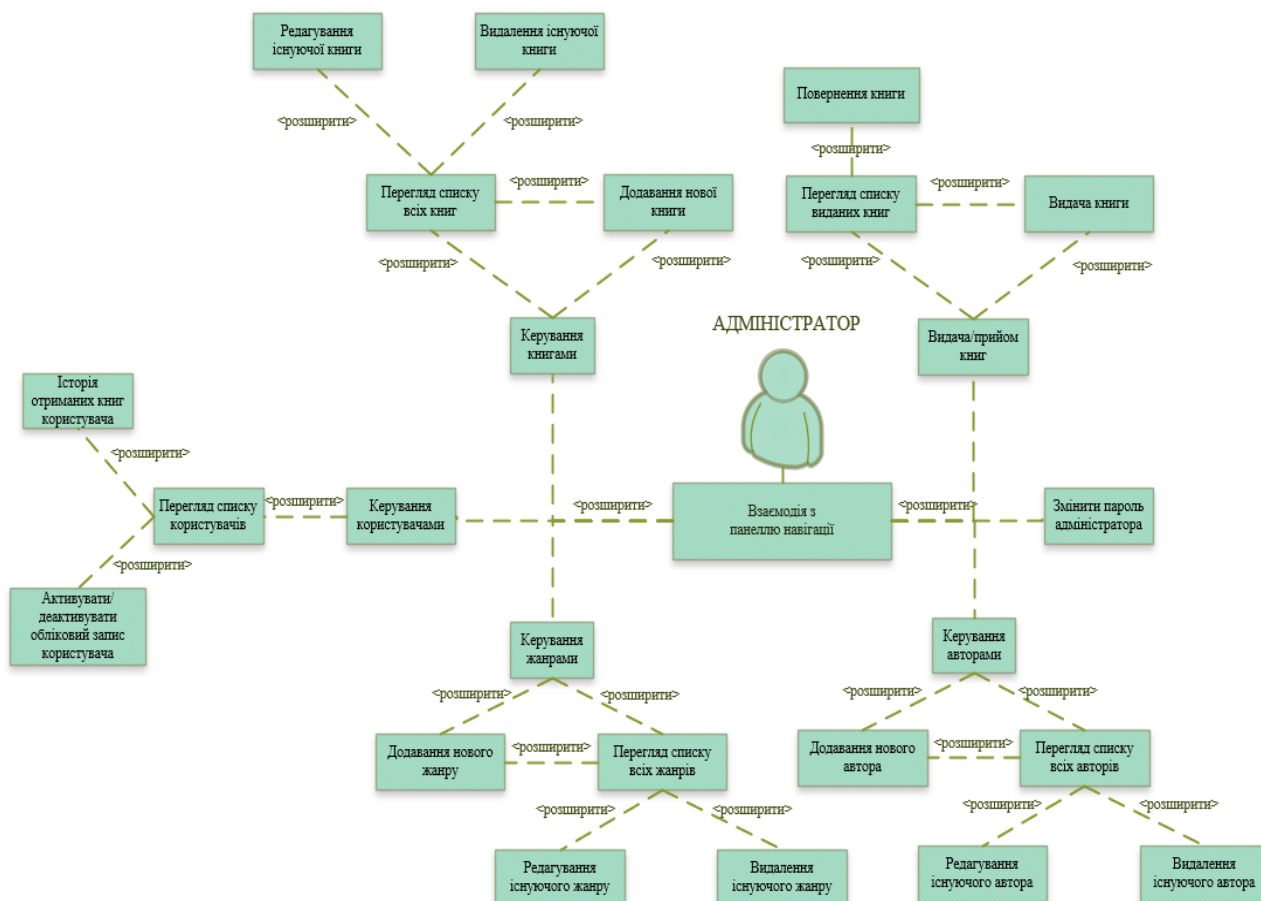 Редагування
існуючої книги
Видалення існуючої
книги
Повернення книги
<розширити>
<розширити>
<розширити>
Перегляд списку
всіх книг
<розширити>
Додавання нової
книги
Перегляд списку
виданих книг
<розширити>
Видача книги
<розширити>
<розширити>
<розширити>
<розширити>
АДМІНІСТРАТОР
Керування
книгами
Видача/прийом
книг
Історія
отриманих книг
користувача
<розширити>
Перегляд списку
користувачів
<розширити>
Керування
користувачами
<розширити>
Взаємодія з
панеллю навігації
<розширити>
Змінити пароль
адміністратора
<розширити>
Активувати/
деактивувати
обліковий запис
користувача
Керування
жанрами
Керування
авторами
<розширити>
<розширити>
<розширити>
<розширити>
Додавання нового
жанру
<розширити>
Перегляд списку
всіх жанрів
Додавання нового
автора
<розширити>
Перегляд списку
всіх авторів
<розширити>
<розширити>
<розширити>
<розширити>
Редагування
існуючого жанру
Видалення
існуючого жанру
Редагування
існуючого автора
Видалення
існуючого автора